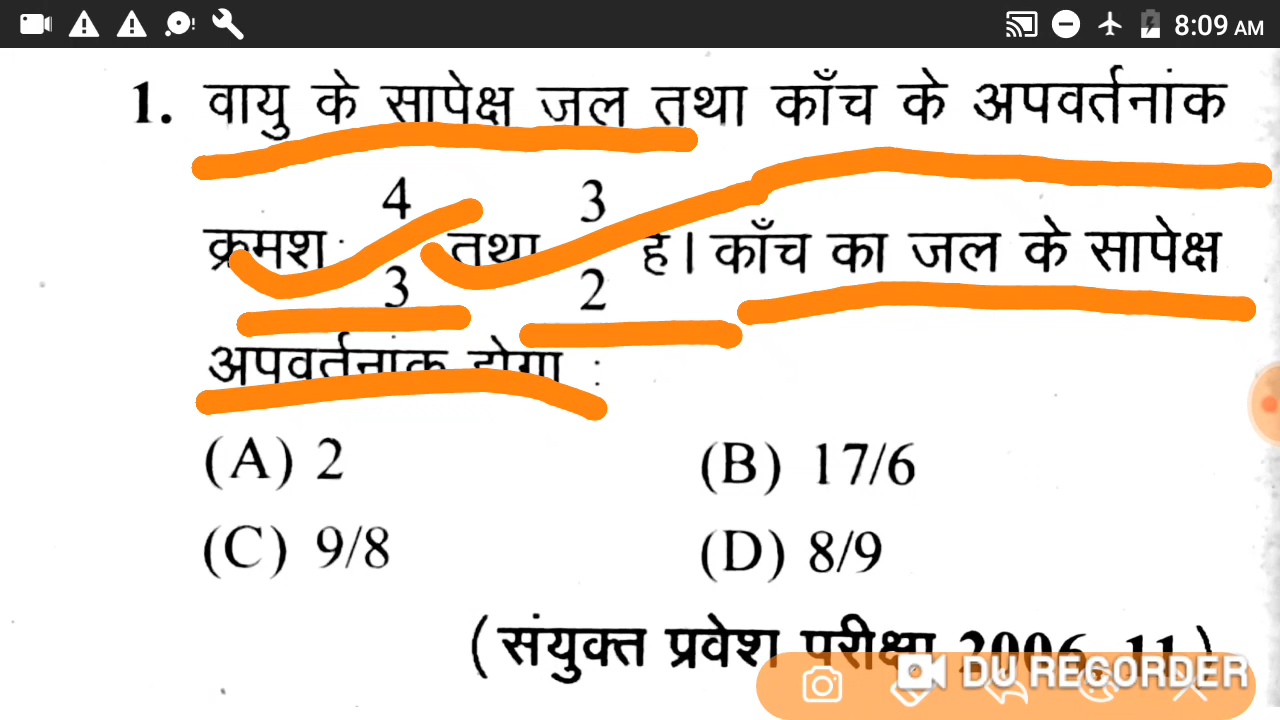 8:09 AM
1. वायु के सापेक्ष जल तथा काँच के अपवर्तनांक
क्रमशः 4/3 तथा 3/2 है। काँच का जल के सापेक्ष
अपवर्तनांक होगा :
(A) 2 (B) 17/6
(C) 9/8 (D) 8/9
(संयुक्त प्रवेश परीक्षा 2006, 11)
DU RECORDER